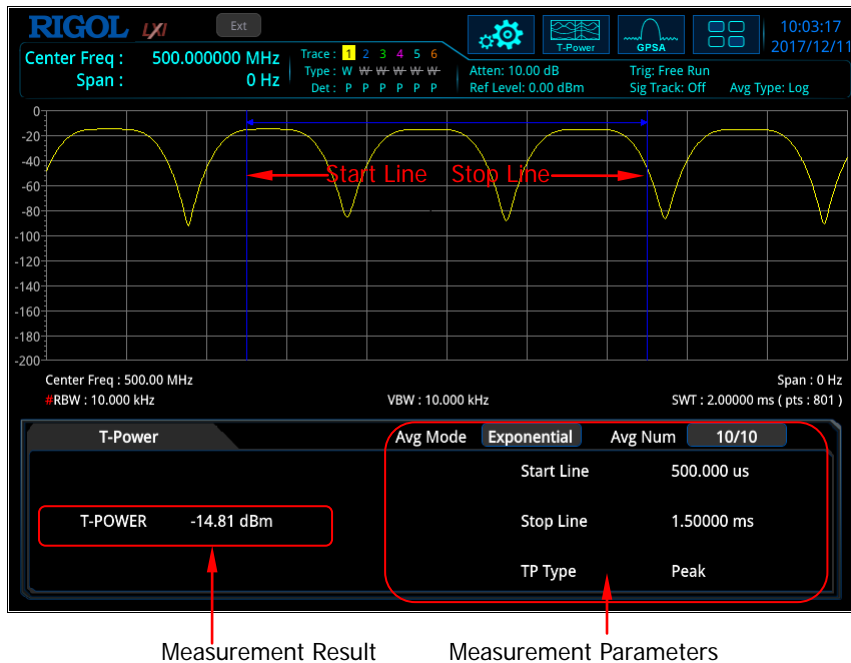 RIGOL LXI Ext T-Power GPSA 10:03:17
2017/12/11
Center Freq : 500.000000 MHz
Span : 0 Hz
Trace : 1 2 3 4 5 6
Type : W W W W W W
Det : P P P P P P
Atten: 10.00 dB
Ref Level: 0.00 dBm
Trig: Free Run
Sig Track: Off Avg Type: Log
0
-20
-40
-60
-80
-100
-120
-140
-160
-180
-200
Start Line Stop Line
Center Freq : 500.00 MHz Span : 0 Hz
#RBW : 10.000 kHz VBW : 10.000 kHz SWT : 2.00000 ms ( pts : 801 )
T-Power
Avg Mode Exponential Avg Num 10/10
Start Line 500.000 us
T-POWER -14.81 dBm
Stop Line 1.50000 ms
TP Type Peak
Measurement Result Measurement Parameters